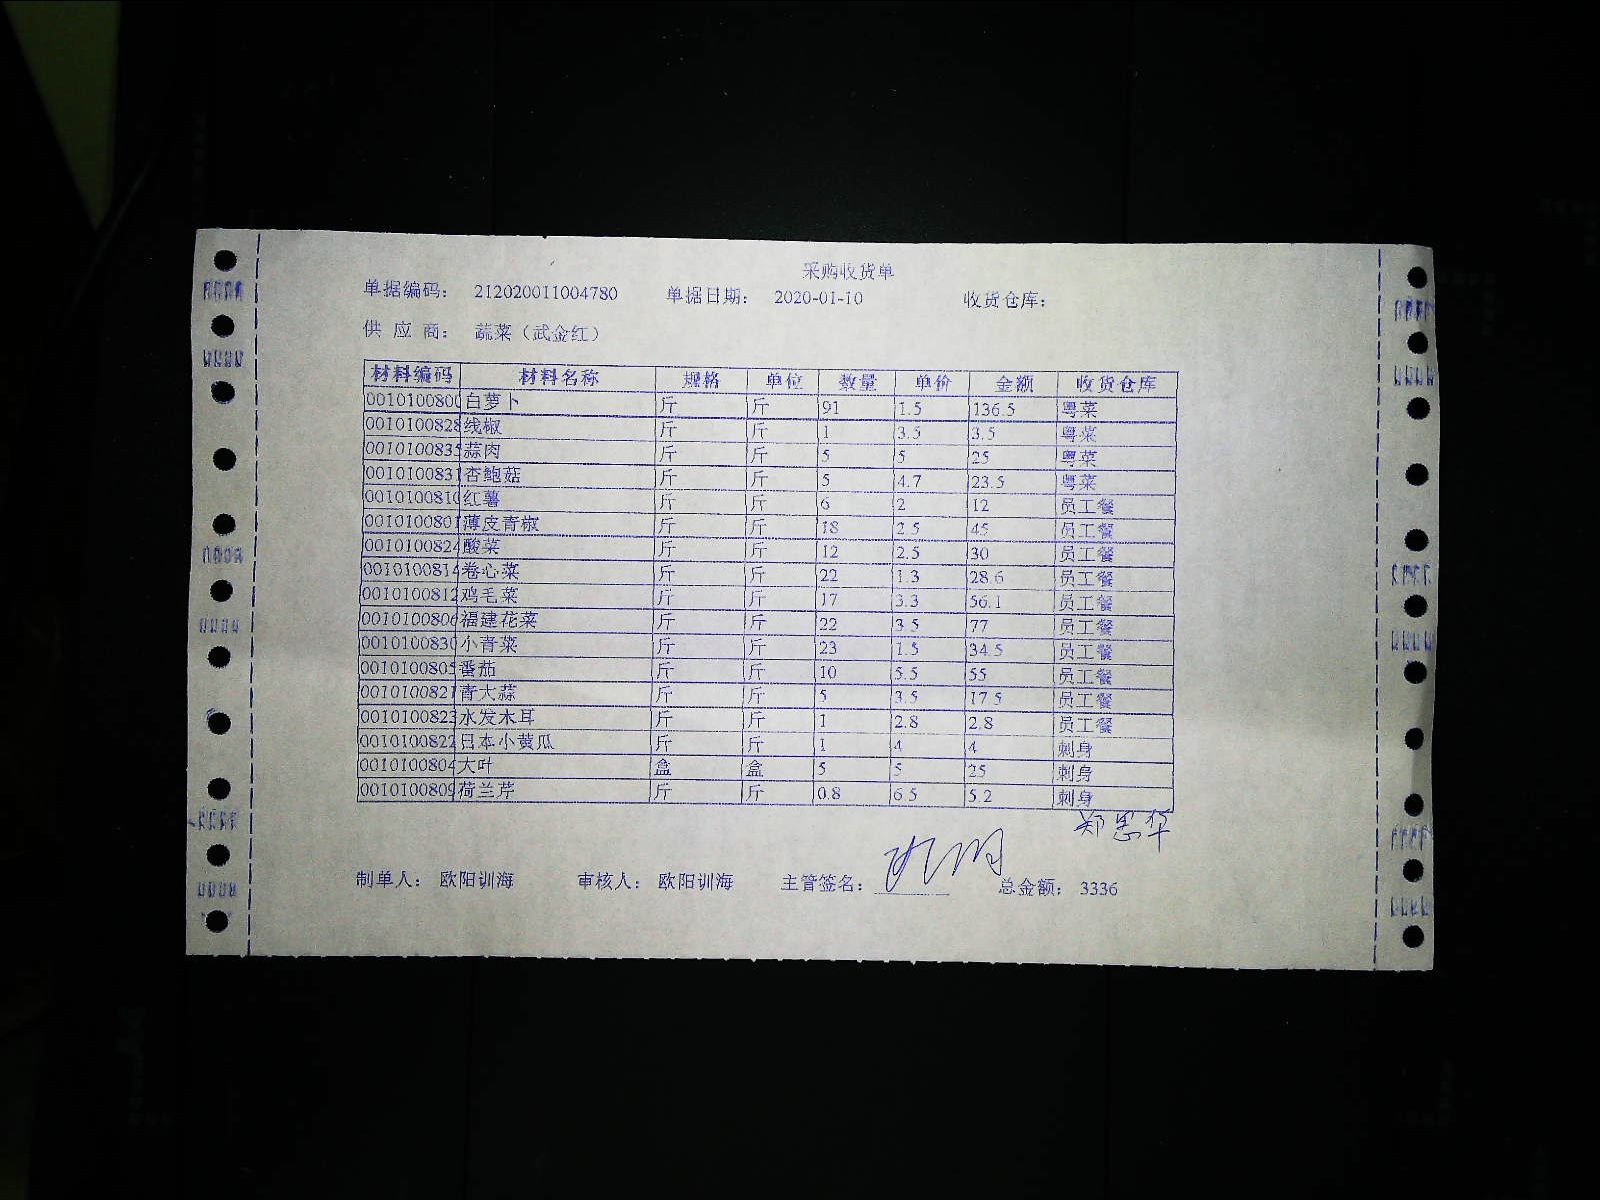 采购收货单
单据编码： 212020011004780 单据日期： 2020-01-10 收货仓库：
供 应 商： 蔬菜（武金红）
材料编码 材料名称 规格 单位 数量 单价 金额 收货仓库
0010100800 白萝卜 斤 斤 91 1.5 136.5 粤菜
0010100828 线椒 斤 斤 1 3.5 3.5 粤菜
0010100835 蒜肉 斤 斤 5 5 25 粤菜
0010100831 杏鲍菇 斤 斤 5 4.7 23.5 粤菜
0010100810 红薯 斤 斤 6 2 12 员工餐
0010100801 薄皮青椒 斤 斤 18 2.5 45 员工餐
0010100824 酸菜 斤 斤 12 2.5 30 员工餐
0010100814 卷心菜 斤 斤 22 1.3 28.6 员工餐
0010100812 鸡毛菜 斤 斤 17 3.3 56.1 员工餐
0010100806 福建花菜 斤 斤 22 3.5 77 员工餐
0010100830 小青菜 斤 斤 23 1.5 34.5 员工餐
0010100805 番茄 斤 斤 10 5.5 55 员工餐
0010100821 青大蒜 斤 斤 5 3.5 17.5 员工餐
0010100823 水发木耳 斤 斤 1 2.8 2.8 员工餐
0010100822 日本小黄瓜 斤 斤 1 4 4 刺身
0010100804 大叶 盒 盒 5 5 25 刺身
0010100809 荷兰芹 斤 斤 0.8 6.5 5.2 刺身
郑思华
制单人： 欧阳训海 审核人： 欧阳训海 主管签名： 总金额： 3336